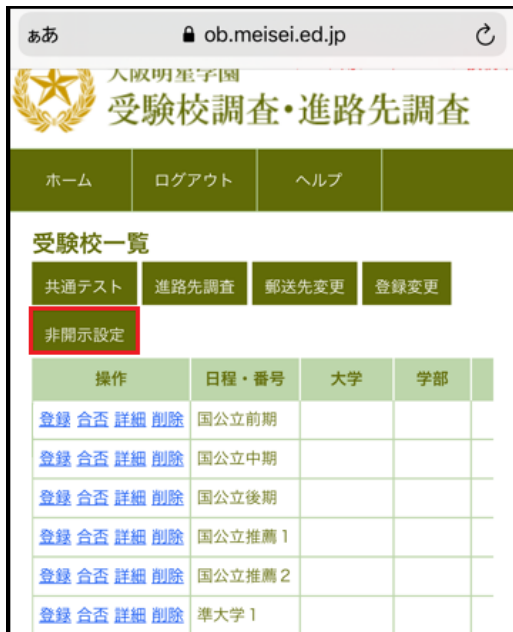 ぁあ ob.meisei.ed.jp
大阪明星学園
受験校調査・進路先調査
ホーム ログアウト ヘルプ
受験校一覧
共通テスト 進路先調査 郵送先変更 登録変更
非開示設定
操作 日程・番号 大学 学部
登録 合否 詳細 削除 国公立前期
登録 合否 詳細 削除 国公立中期
登録 合否 詳細 削除 国公立後期
登録 合否 詳細 削除 国公立推薦1
登録 合否 詳細 削除 国公立推薦2
登録 合否 詳細 削除 準大学1